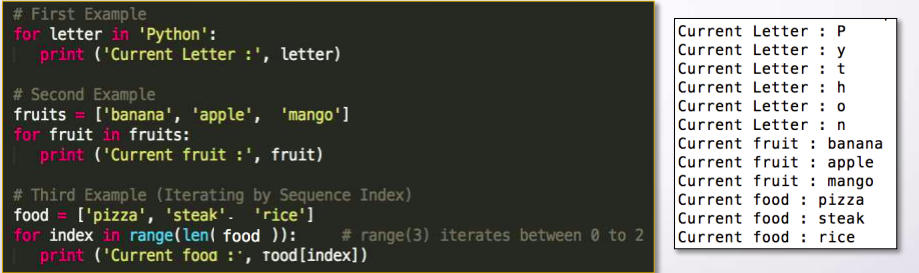 # First Example
for letter in 'Python':
   print ('Current Letter :', letter)

# Second Example
fruits = ['banana', 'apple',  'mango']
for fruit in fruits:
   print ('Current fruit :', fruit)

# Third Example (Iterating by Sequence Index)
food = ['pizza', 'steak'.  'rice']
for index in range(len( food )):    # range(3) iterates between 0 to 2
   print ('Current food :', food[index])
Current Letter : P
Current Letter : y
Current Letter : t
Current Letter : h
Current Letter : o
Current Letter : n
Current fruit : banana
Current fruit : apple
Current fruit : mango
Current food : pizza
Current food : steak
Current food : rice